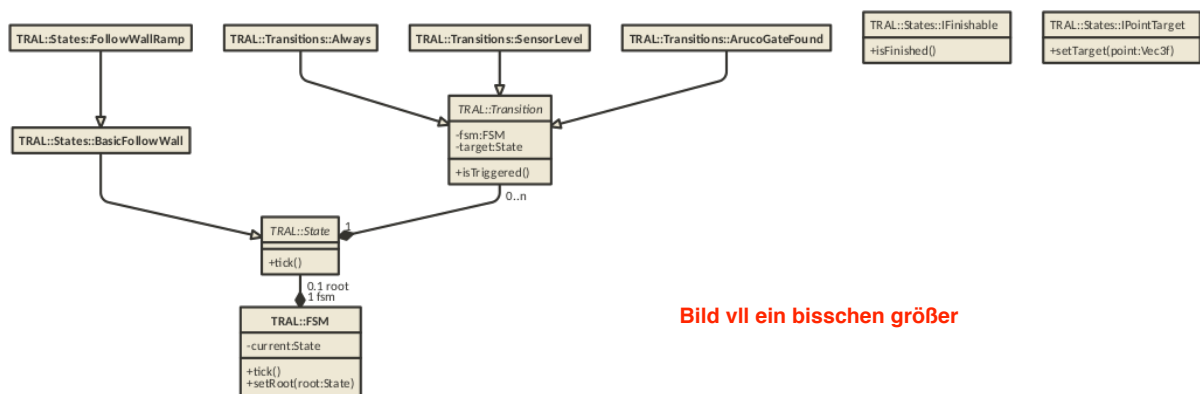 TRAL::States::FollowWallRamp
TRAL::Transitions::Always
TRAL::Transitions::SensorLevel
TRAL::Transitions::ArucoGateFound
TRAL::States::IFinishable
+isFinished()
TRAL::States::IPointTarget
+setTarget(point:Vec3f)
TRAL::Transition
-fsm:FSM
-target:State
+isTriggered()
TRAL::States::BasicFollowWall
0..n
1
TRAL::State
+tick()
0.1 root
1 fsm
TRAL::FSM
-current:State
+tick()
+setRoot(root:State)
Bild vll ein bisschen größer